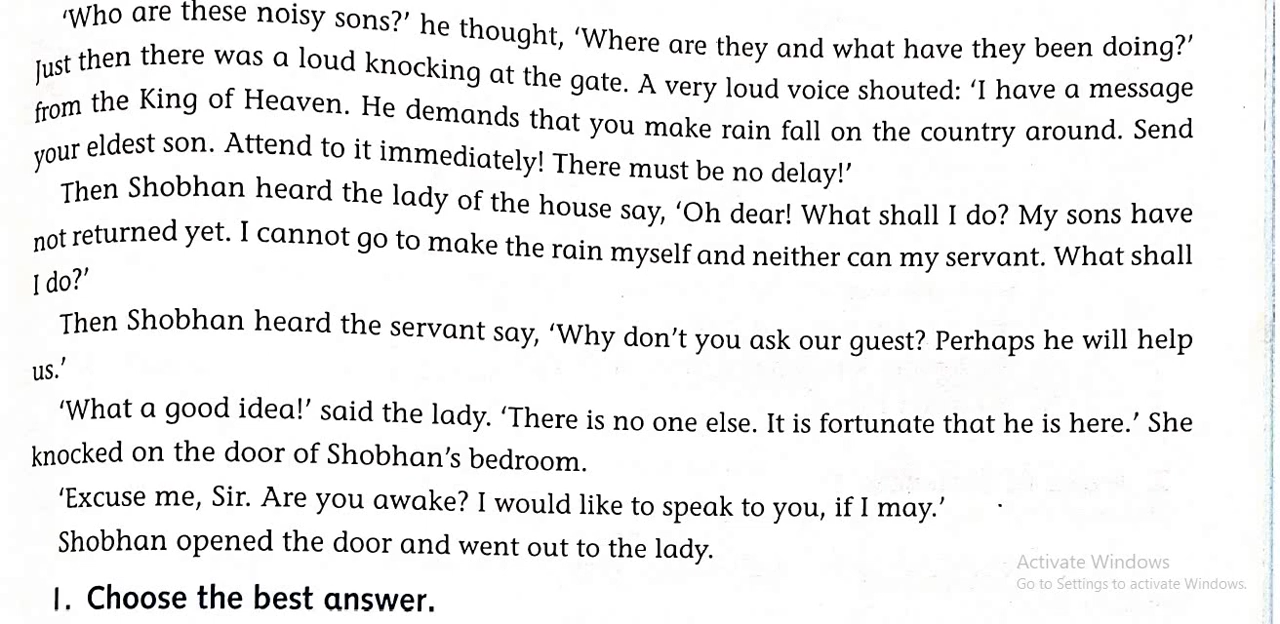 'Who are these noisy sons?' he thought, 'Where are they and what have they been doing?'
Just then there was a loud knocking at the gate. A very loud voice shouted: 'I have a message
from the King of Heaven. He demands that you make rain fall on the country around. Send
your eldest son. Attend to it immediately! There must be no delay!'
Then Shobhan heard the lady of the house say, 'Oh dear! What shall I do? My sons have
not returned yet. I cannot go to make the rain myself and neither can my servant. What shall
I do?'
Then Shobhan heard the servant say, 'Why don't you ask our guest? Perhaps he will help
us.'
'What a good idea!' said the lady. 'There is no one else. It is fortunate that he is here.' She
knocked on the door of Shobhan's bedroom.
'Excuse me, Sir. Are you awake? I would like to speak to you, if I may.'
Shobhan opened the door and went out to the lady.
Activate Windows
Go to Settings to activate Windows.
1. Choose the best answer.